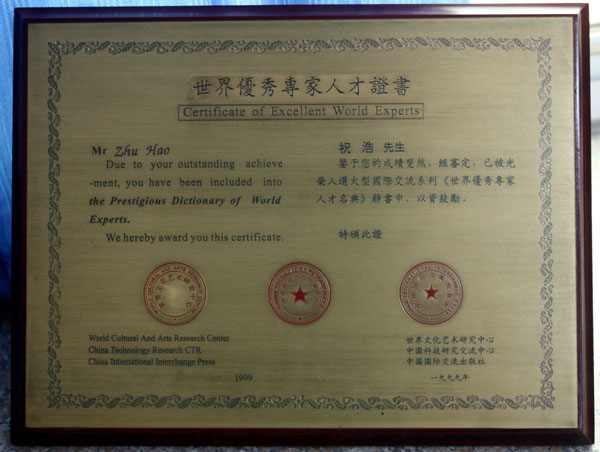 世界優秀專家人才證書
Certificate of Excellent World Experts
Mr Zhu Hao
Due to your outstanding achieve
-ment, you have been included into
the Prestigious Dictionary of World
Experts.
We hereby award you this certificate.
祝 浩 先生
鑒于您的成績斐然，經審定，已被光
榮入選大型國際交流系列《世界優秀專家
人才名典》辭書中，以資鼓勵。
特頒此證
World Cultural And Arts Research Center
China Technology Research CTR
China International Interchange Press
1999
世界文化艺术研究中心
中国科技研究交流中心
中国國际交流出版社
一九九九年